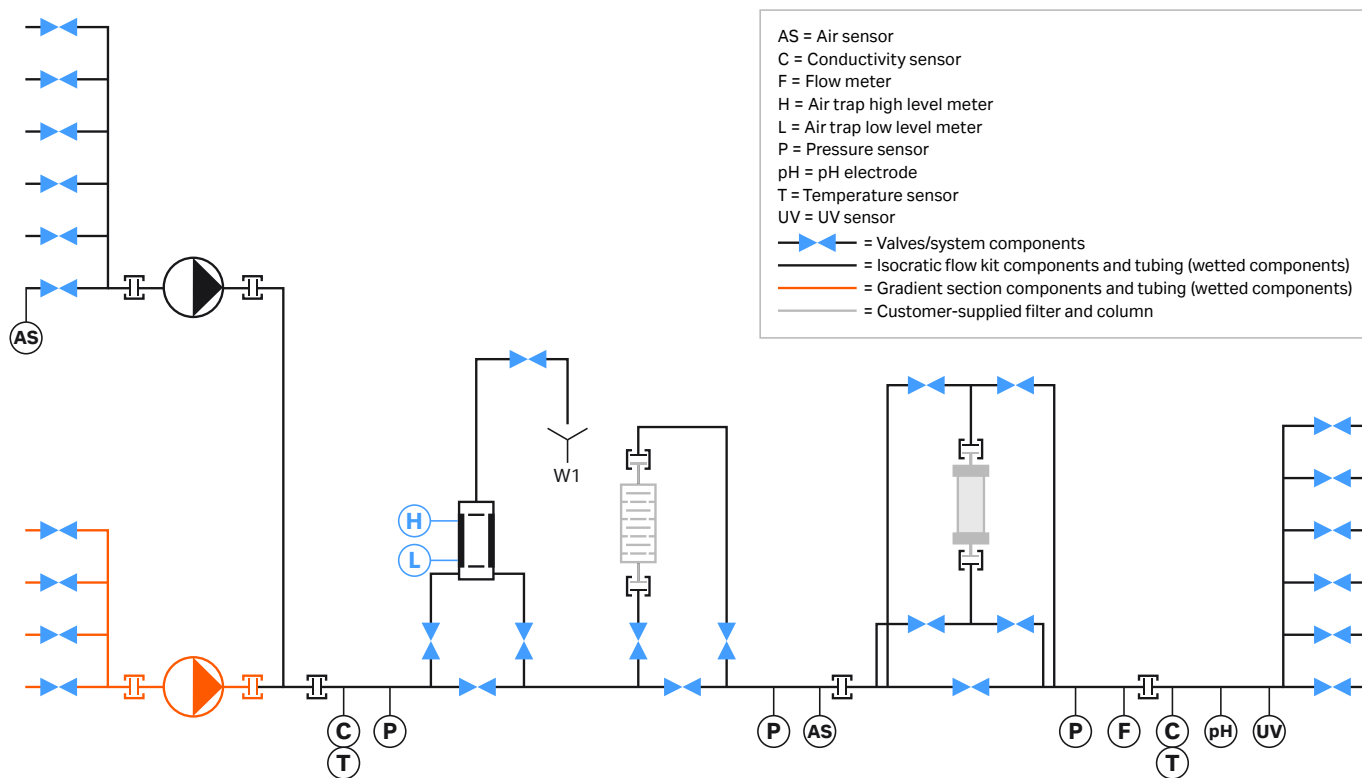 AS = Air sensor
C = Conductivity sensor
F = Flow meter
H = Air trap high level meter
L = Air trap low level meter
P = Pressure sensor
pH = pH electrode
T = Temperature sensor
UV = UV sensor
= Valves/system components
= Isocratic flow kit components and tubing (wetted components)
= Gradient section components and tubing (wetted components)
= Customer-supplied filter and column
AS
W1
H
L
C
T
P
P
AS
P
F
C
T
pH
UV